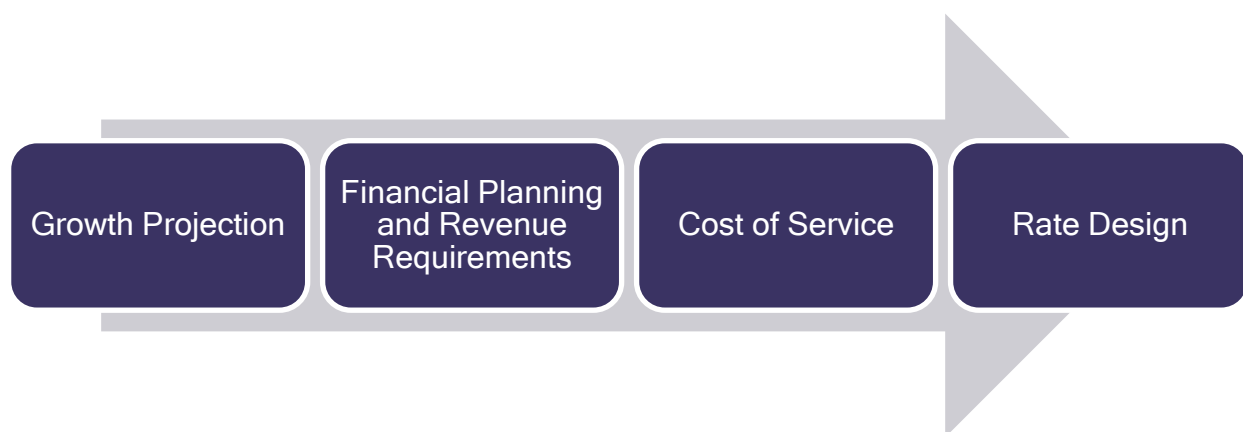 Growth Projection
Financial Planning
and Revenue
Requirements
Cost of Service
Rate Design